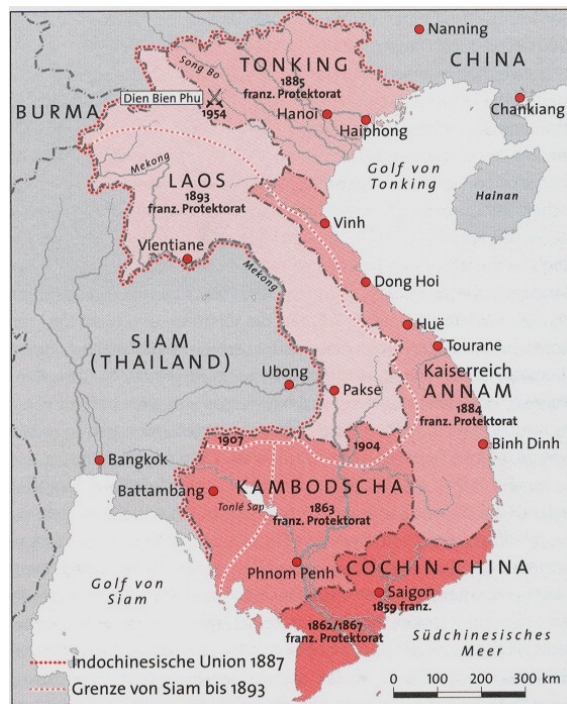 Nanning
TONKING
1885
franz. Protektorat
CHINA
Song Bo
Dien Bien Phu
1954
BURMA
Hanoi
Haiphong
Chankiang
Golf von
Tonking
Hainan
Mekong
LAOS
1893
franz. Protektorat
Vinh
Vientiane
Mekong
Dong Hoi
Huë
Tourane
SIAM
(THAILAND)
Kaiserreich
ANNAM
1884
franz. Protektorat
Ubong
Pakse
1907
1904
Binh Dinh
Bangkok
Battambang
KAMBODSCHA
Tonlé Sap
1863
franz. Protektorat
Phnom Penh
COCHIN-CHINA
Saigon
1859 franz.
Golf von
Siam
1862/1867
franz. Protektorat
Südchinesisches
Meer
Indochinesische Union 1887
Grenze von Siam bis 1893
0 100 200 300 km